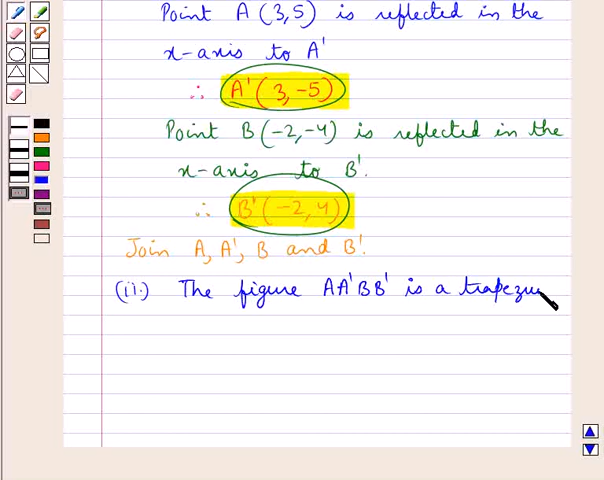 Point A (3,5) is reflected in the
x-axis to A'
∴ A'(3,-5)
Point B(-2,-4) is reflected in the
x-axis to B'.
∴ B'(-2,4)
Join A, A', B and B'.
(ii) The figure AA'BB' is a trapeziu